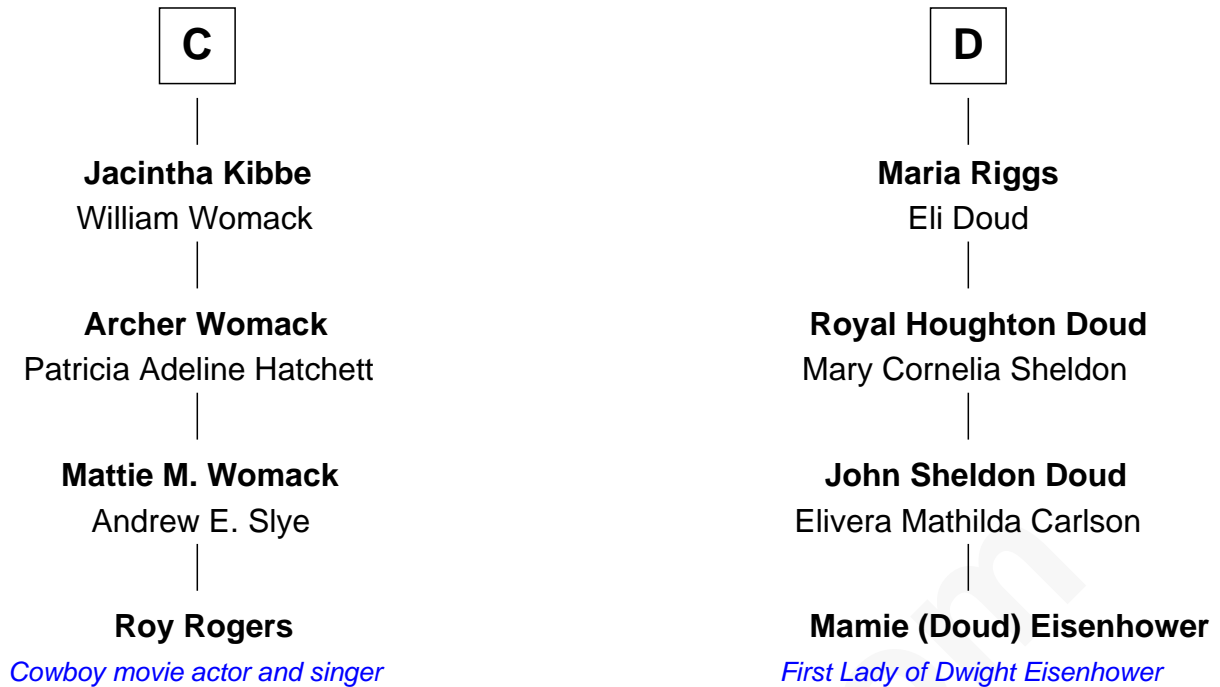 C
Jacintha Kibbe
William Womack
Archer Womack
Patricia Adeline Hatchett
Mattie M. Womack
Andrew E. Slye
Roy Rogers
Cowboy movie actor and singer
D
Maria Riggs
Eli Doud
Royal Houghton Doud
Mary Cornelia Sheldon
John Sheldon Doud
Elivera Mathilda Carlson
Mamie (Doud) Eisenhower
First Lady of Dwight Eisenhower